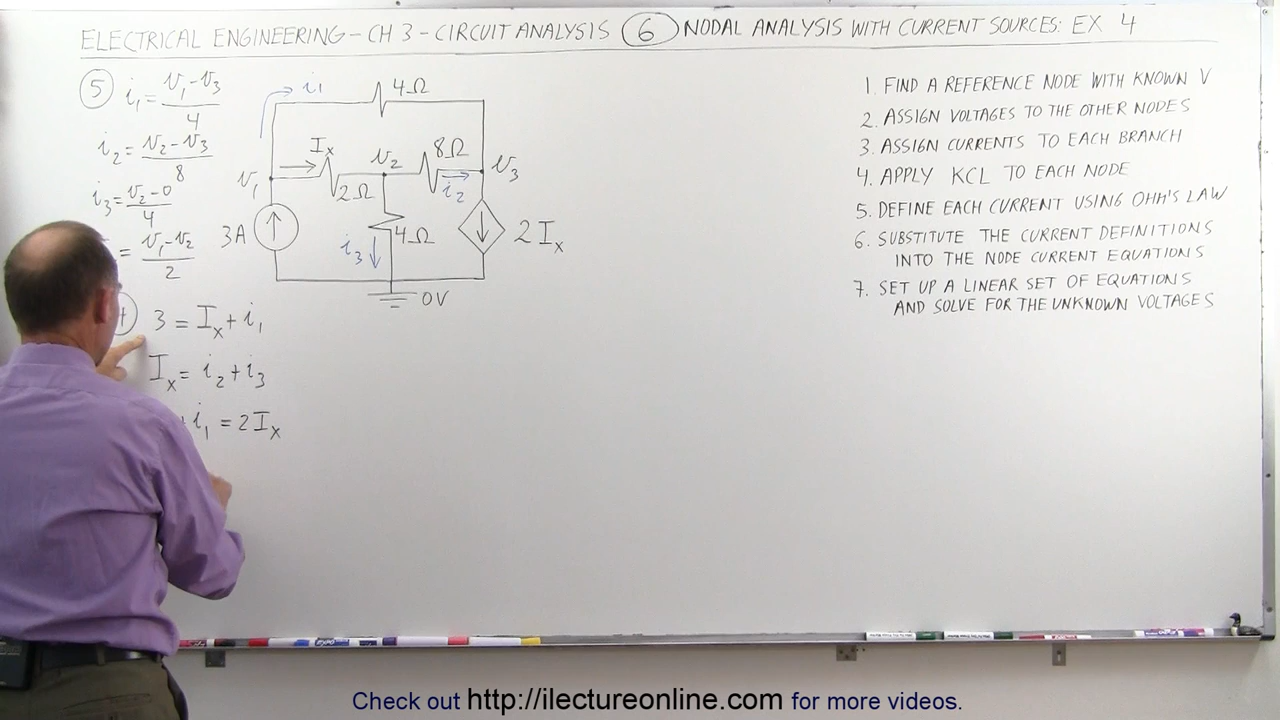 ELECTRICAL ENGINEERING - CH 3 - CIRCUIT ANALYSIS 6 NODAL ANALYSIS WITH CURRENT SOURCES: EX 4
5 i₁ = v₁ - v₃ / 4
i₂ = v₂ - v₃ / 8
i₃ = v₂ - 0 / 4
= v₁ - v₂ / 2
3 = Iₓ + i₁
Iₓ = i₂ + i₃
+ i₁ = 2Iₓ
i₁
4Ω
Iₓ
v₂
8Ω
v₃
v₁
2Ω
i₂
3A
i₃
4Ω
2Iₓ
0V
1. FIND A REFERENCE NODE WITH KNOWN V
2. ASSIGN VOLTAGES TO THE OTHER NODES
3. ASSIGN CURRENTS TO EACH BRANCH
4. APPLY KCL TO EACH NODE
5. DEFINE EACH CURRENT USING OHH'S LAW
6. SUBSTITUTE THE CURRENT DEFINITIONS
INTO THE NODE CURRENT EQUATIONS
7. SET UP A LINEAR SET OF EQUATIONS
AND SOLVE FOR THE UNKNOWN VOLTAGES
Check out http://ilectureonline.com for more videos.